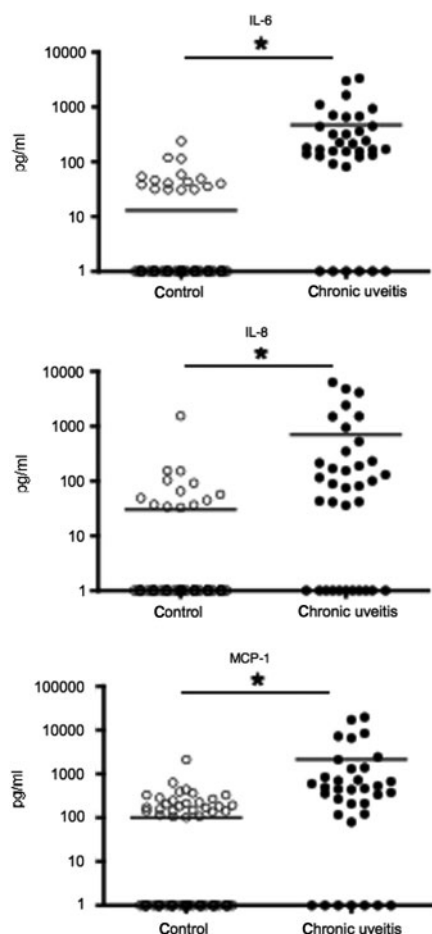 IL-6
*
10000
1000
100
10
1
pg/ml
Control Chronic uveitis
IL-8
*
10000
1000
100
10
1
pg/ml
Control Chronic uveitis
MCP-1
*
100000
10000
1000
100
10
1
pg/ml
Control Chronic uveitis